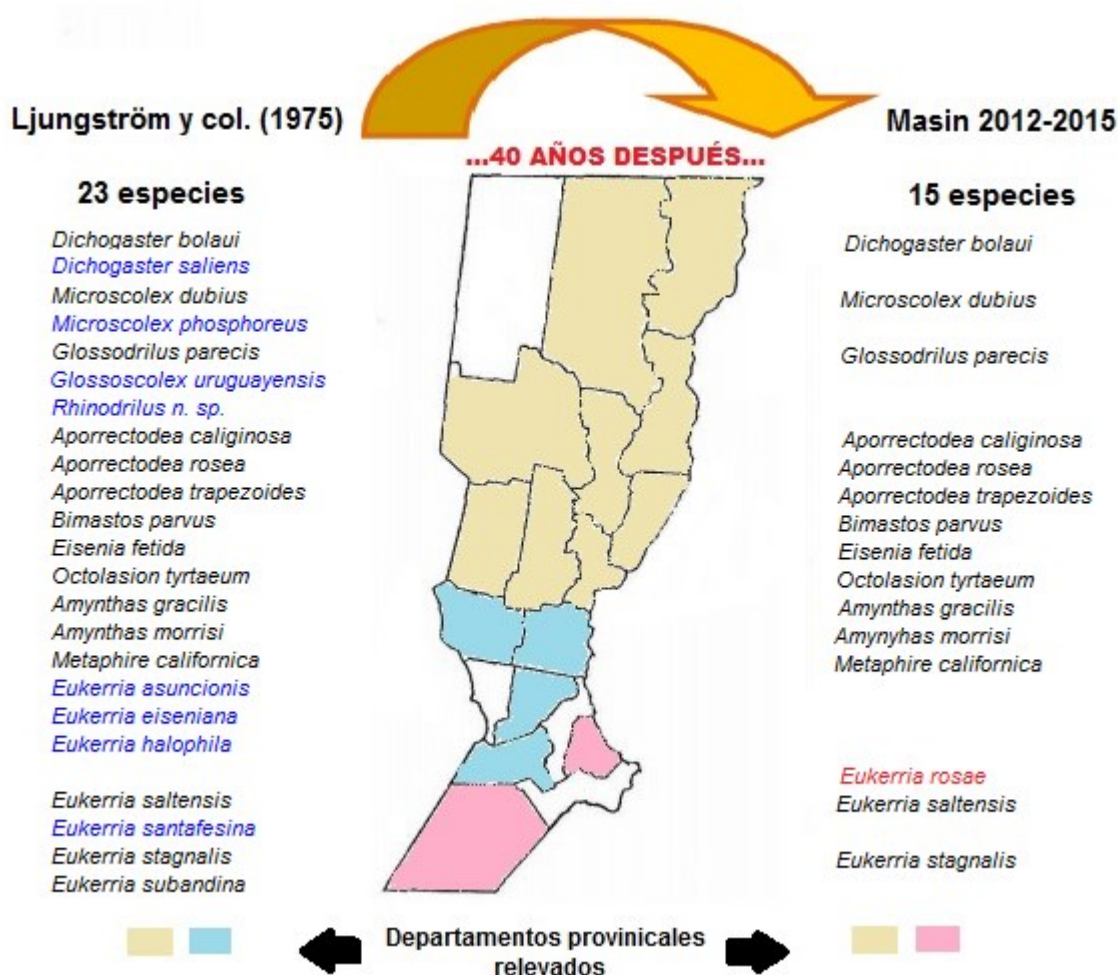 Ljungström y col. (1975)
Masin 2012-2015
...40 AÑOS DESPUÉS...
23 especies
Dichogaster bolaui
Dichogaster saliens
Microscolex dubius
Microscolex phosphoreus
Glossodrilus parecis
Glossoscolex uruguayensis
Rhinodrilus n. sp.
Aporrectodea caliginosa
Aporrectodea rosea
Aporrectodea trapezoides
Bimastos parvus
Eisenia fetida
Octolasion tyrtaeum
Amynthas gracilis
Amynthas morrisi
Metaphire californica
Eukerria asuncionis
Eukerria eiseniana
Eukerria halophila
Eukerria saltensis
Eukerria santafesina
Eukerria stagnalis
Eukerria subandina
15 especies
Dichogaster bolaui
Microscolex dubius
Glossodrilus parecis
Aporrectodea caliginosa
Aporrectodea rosea
Aporrectodea trapezoides
Bimastos parvus
Eisenia fetida
Octolasion tyrtaeum
Amynthas gracilis
Amynyhas morrisi
Metaphire californica
Eukerria rosae
Eukerria saltensis
Eukerria stagnalis
Departamentos provinicales
relevados